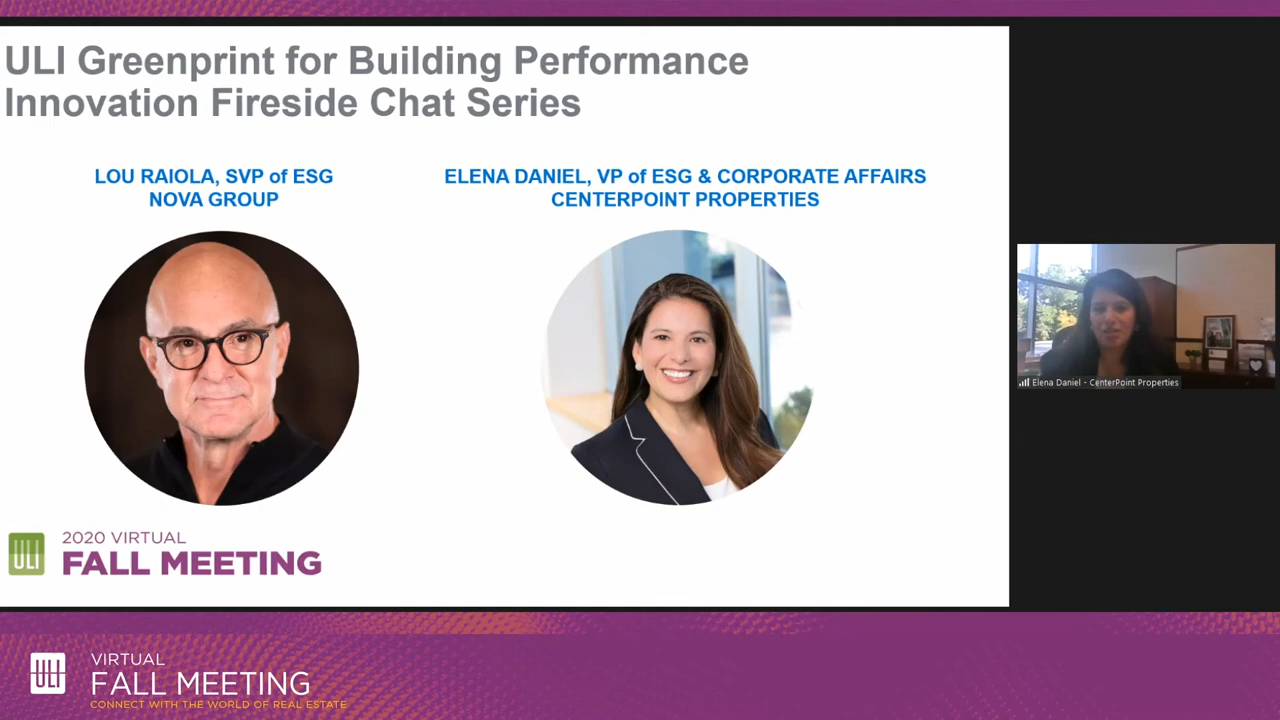 ULI Greenprint for Building Performance
Innovation Fireside Chat Series
LOU RAIOLA, SVP of ESG
NOVA GROUP
ELENA DANIEL, VP of ESG & CORPORATE AFFAIRS
CENTERPOINT PROPERTIES
Elena Daniel - CenterPoint Properties
ULI
2020 VIRTUAL
FALL MEETING
ULI
VIRTUAL
FALL MEETING
CONNECT WITH THE WORLD OF REAL ESTATE